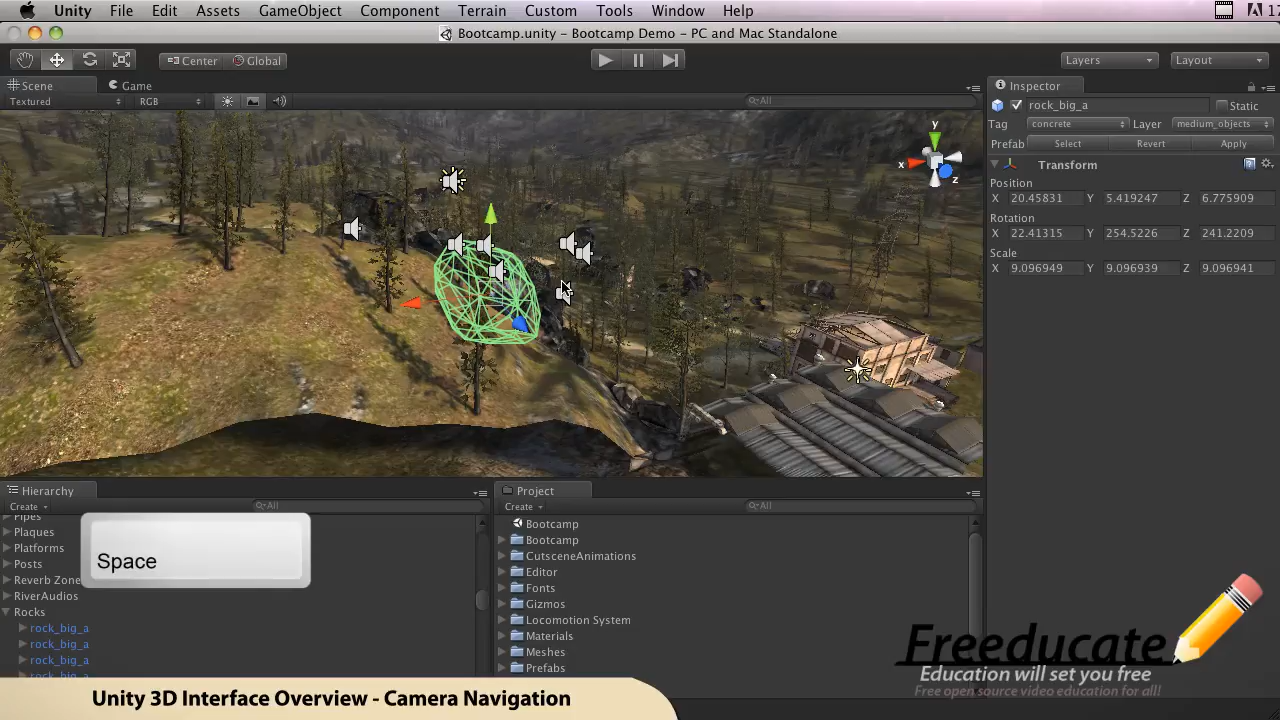 Unity File Edit Assets GameObject Component Terrain Custom Tools Window Help
Bootcamp.unity - Bootcamp Demo - PC and Mac Standalone
Center Global Layers Layout
Scene Game
Textured RGB All
Inspector
rock_big_a Static
Tag concrete Layer medium_objects
Prefab Select Revert Apply
Transform
Position
X 20.45831 Y 5.419247 Z 6.775909
Rotation
X 22.41315 Y 254.5226 Z 241.2209
Scale
X 9.096949 Y 9.096939 Z 9.096941
y
x
z
Hierarchy
Create All
Pipes
Plaques
Platforms
Posts
Reverb Zone
RiverAudios
Rocks
rock_big_a
rock_big_a
rock_big_a
Space
Project
Create All
Bootcamp
Bootcamp
CutsceneAnimations
Editor
Fonts
Gizmos
Locomotion System
Materials
Meshes
Prefabs
Freeducate
Education will set you free
Free open source video education for all!
Unity 3D Interface Overview - Camera Navigation